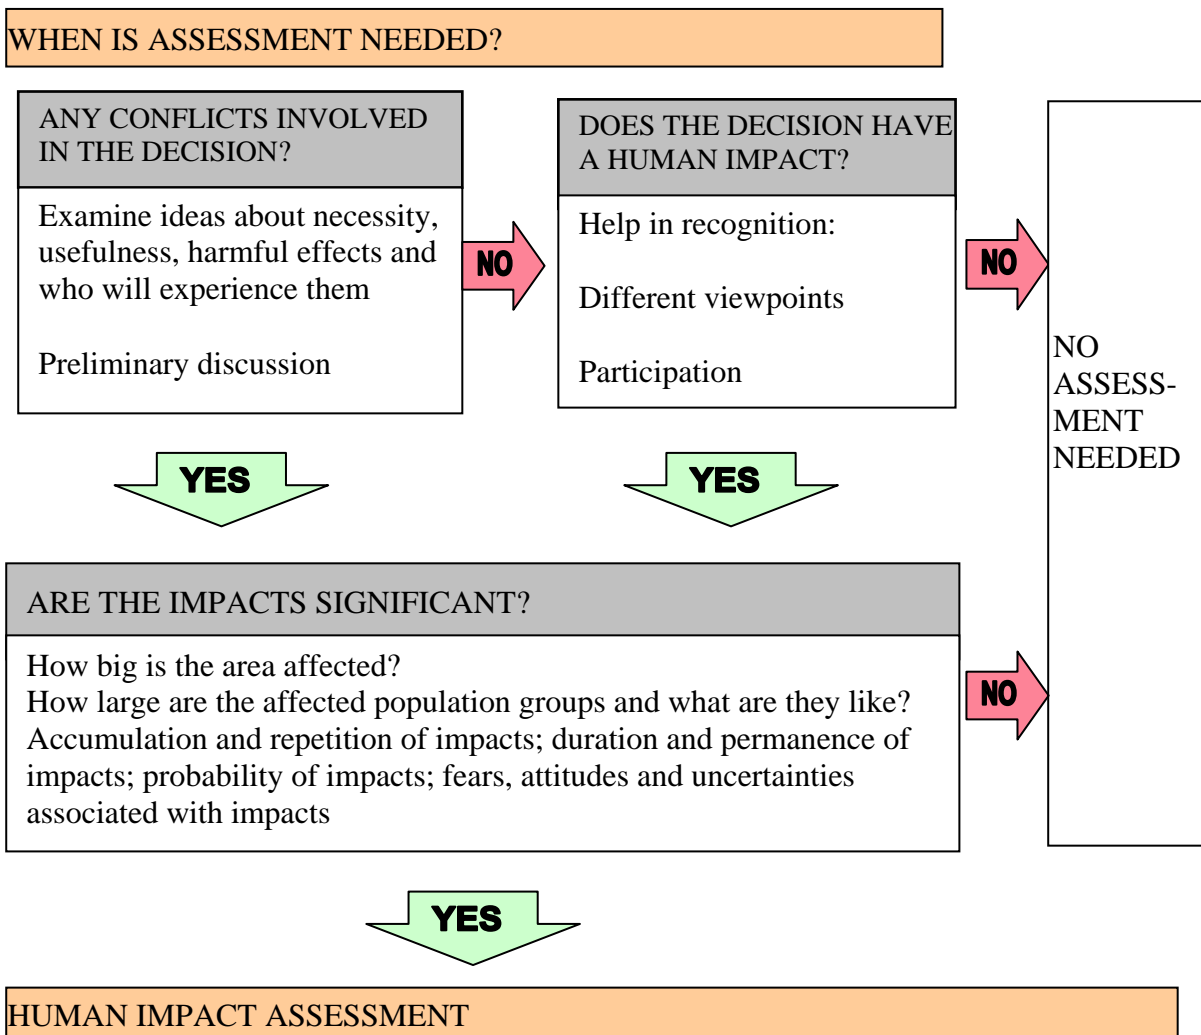 WHEN IS ASSESSMENT NEEDED?
ANY CONFLICTS INVOLVED
IN THE DECISION?
Examine ideas about necessity,
usefulness, harmful effects and
who will experience them
Preliminary discussion
NO
DOES THE DECISION HAVE
A HUMAN IMPACT?
Help in recognition:
Different viewpoints
Participation
NO
NO
ASSESS-
MENT
NEEDED
YES
YES
ARE THE IMPACTS SIGNIFICANT?
How big is the area affected?
How large are the affected population groups and what are they like?
Accumulation and repetition of impacts; duration and permanence of
impacts; probability of impacts; fears, attitudes and uncertainties
associated with impacts
NO
YES
HUMAN IMPACT ASSESSMENT